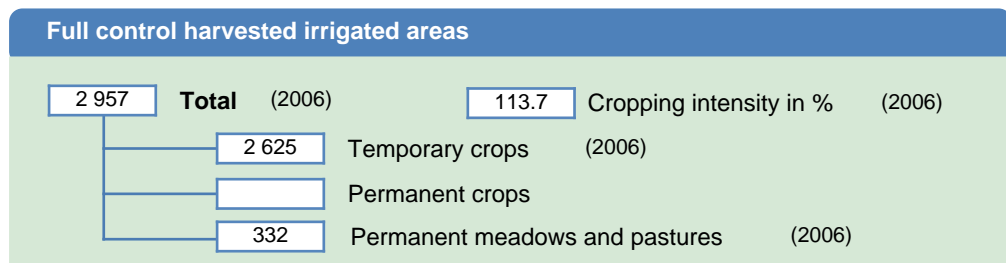 Full control harvested irrigated areas
2 957 Total (2006) 113.7 Cropping intensity in % (2006)
2 625 Temporary crops (2006)
Permanent crops
332 Permanent meadows and pastures (2006)